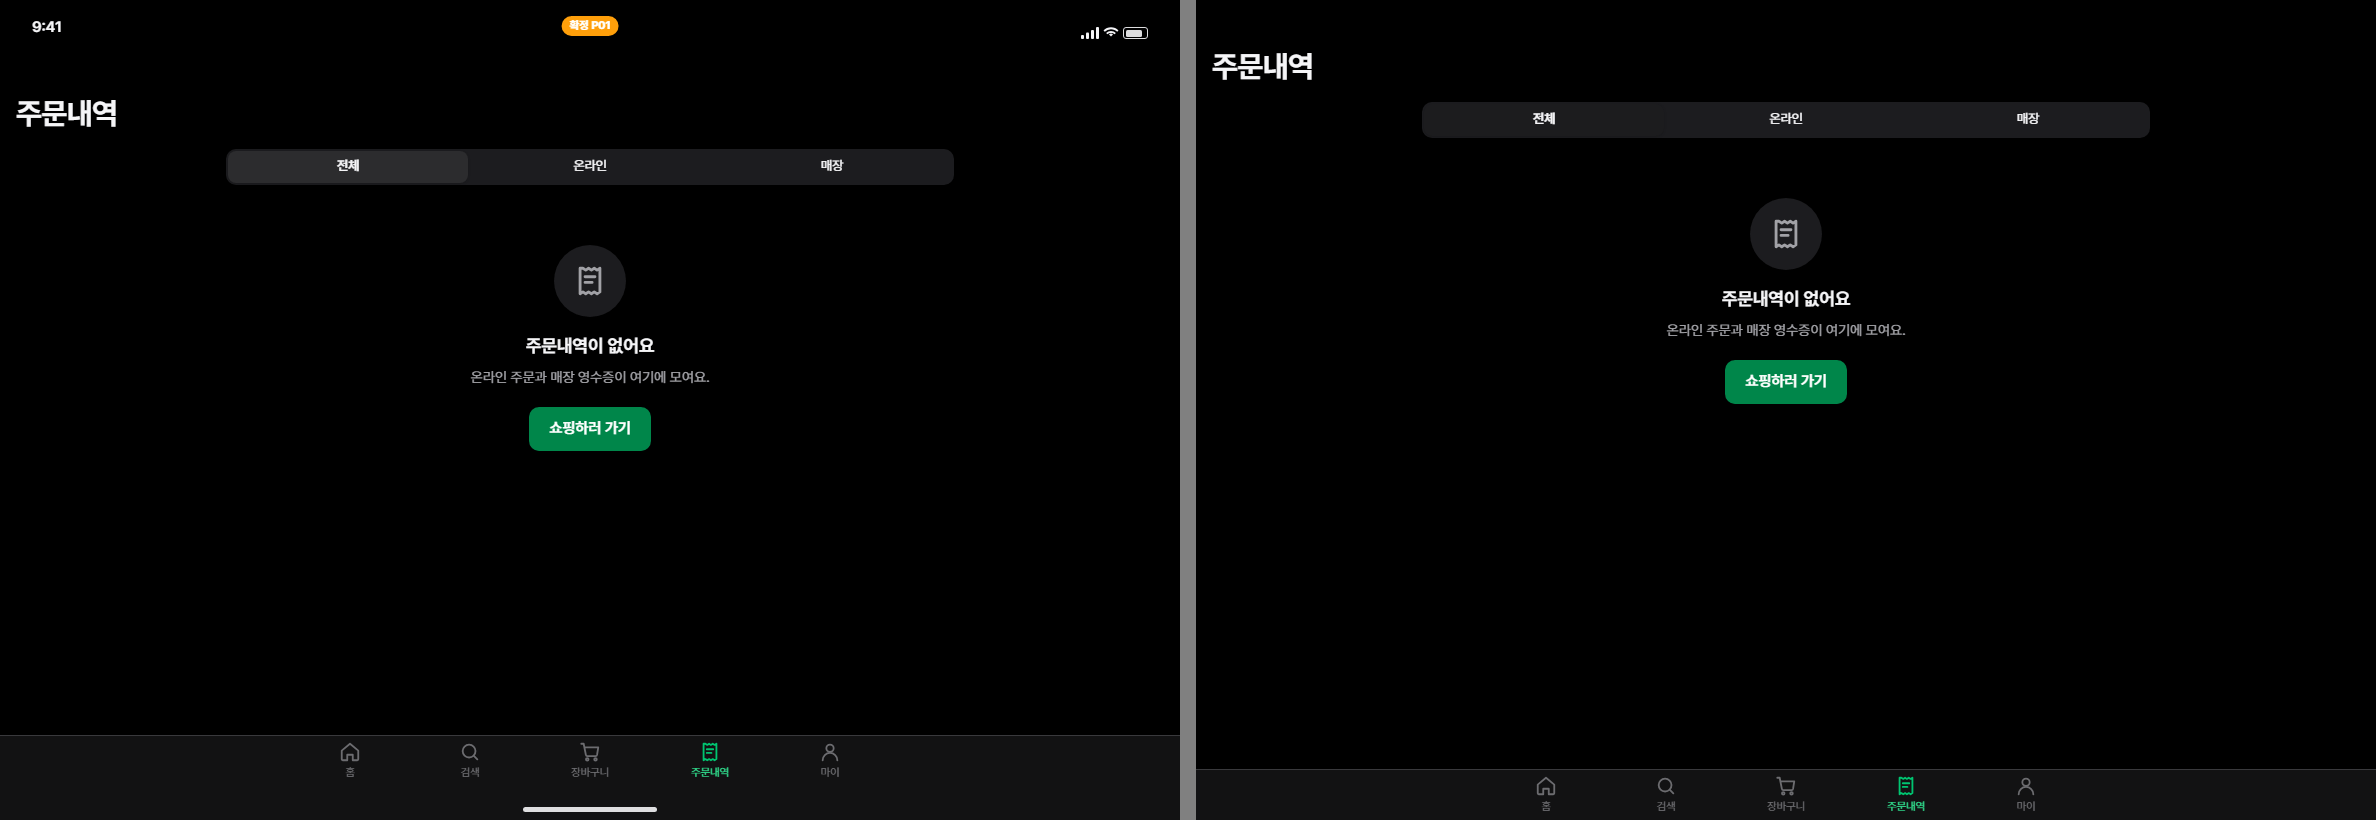 9:41
확정 P01
주문내역
전체 온라인 매장
주문내역이 없어요
온라인 주문과 매장 영수증이 여기에 모여요.
쇼핑하러 가기
홈 검색 장바구니 주문내역 마이
주문내역
전체 온라인 매장
주문내역이 없어요
온라인 주문과 매장 영수증이 여기에 모여요.
쇼핑하러 가기
홈 검색 장바구니 주문내역 마이